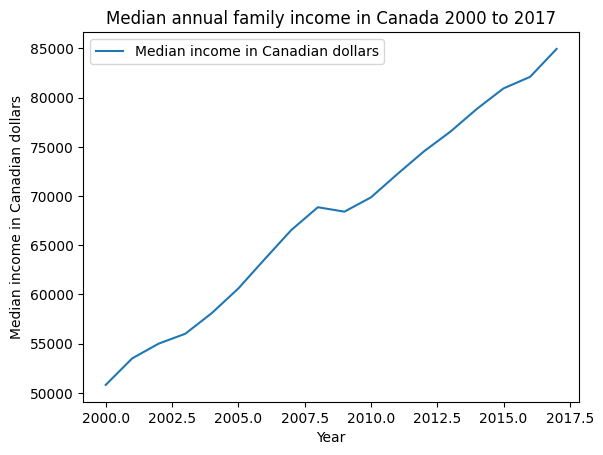 Median annual family income in Canada 2000 to 2017
Median income in Canadian dollars
Median income in Canadian dollars
85000
80000
75000
70000
65000
60000
55000
50000
2000.0 2002.5 2005.0 2007.5 2010.0 2012.5 2015.0 2017.5
Year